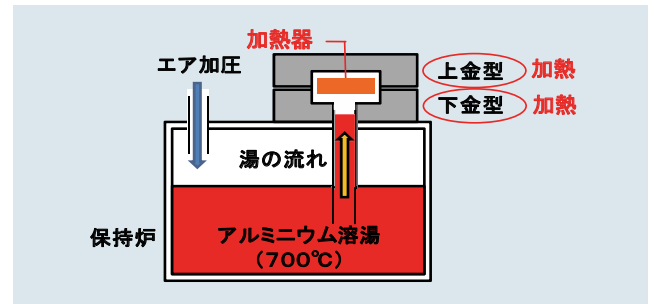 加熱器
エア加圧
上金型 加熱
下金型 加熱
湯の流れ
保持炉
アルミニウム溶湯
(700℃)